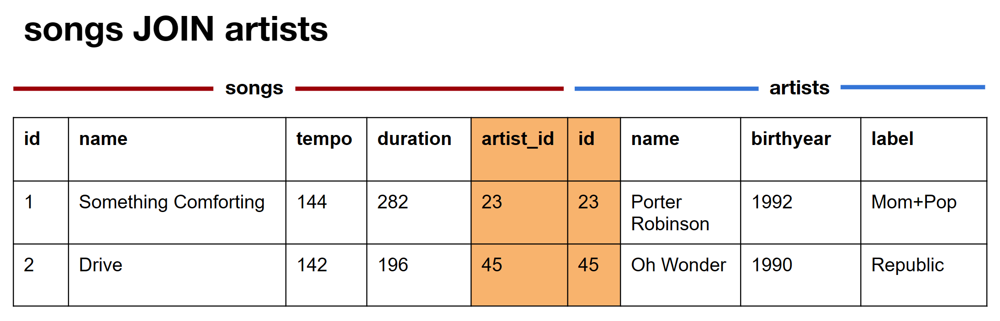 songs JOIN artists
songs artists
id name tempo duration artist_id id name birthyear label
1 Something Comforting 144 282 23 23 Porter Robinson 1992 Mom+Pop
2 Drive 142 196 45 45 Oh Wonder 1990 Republic